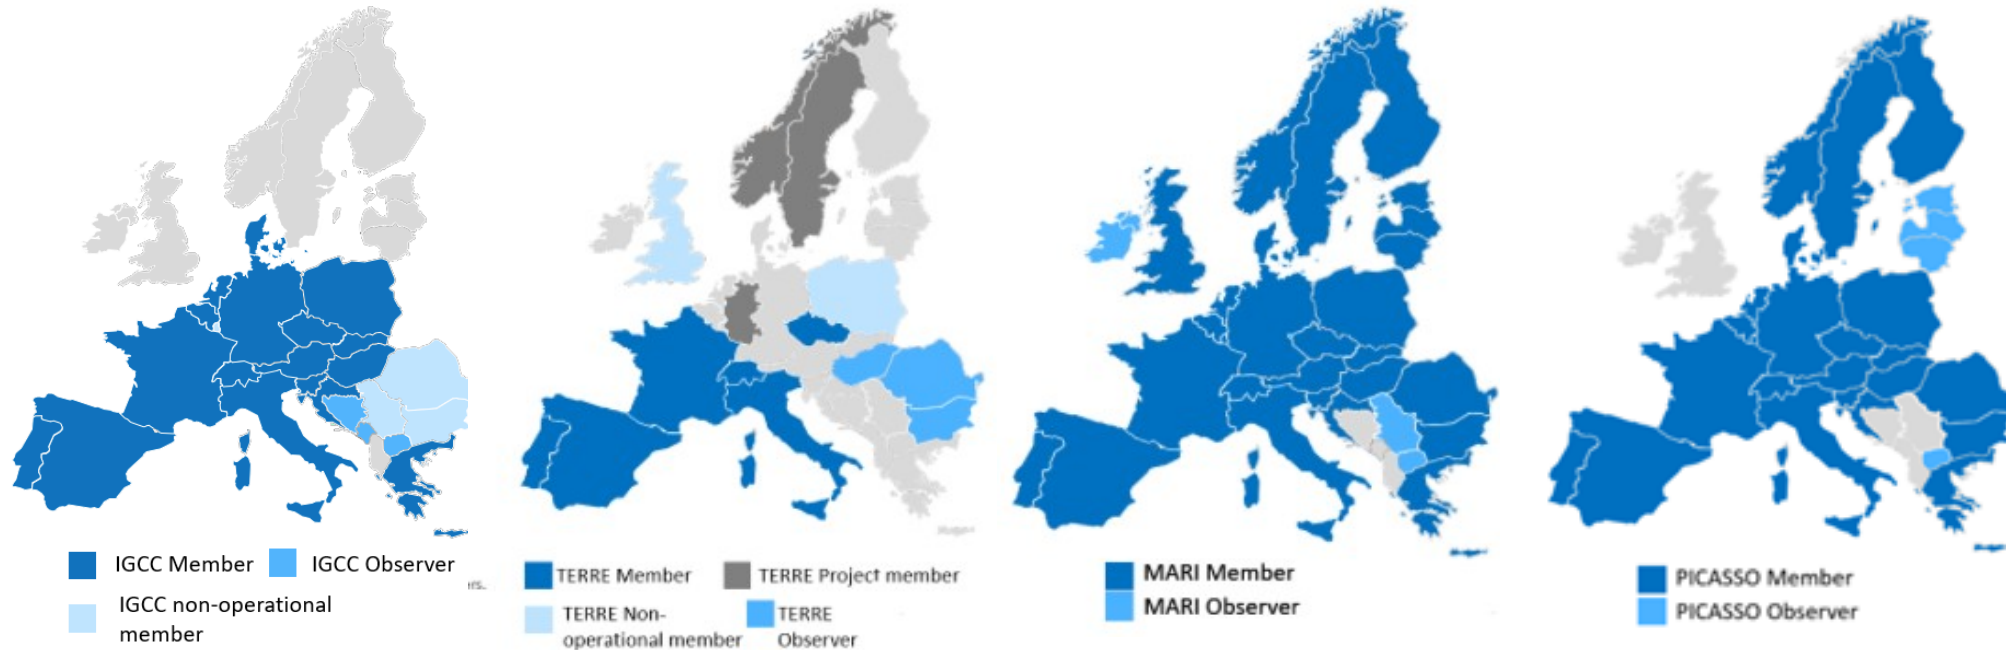 IGCC Member
IGCC Observer
IGCC non-operational
member
rs.
TERRE Member
TERRE Project member
TERRE Non-
operational member
TERRE
Observer
MARI Member
MARI Observer
PICASSO Member
PICASSO Observer